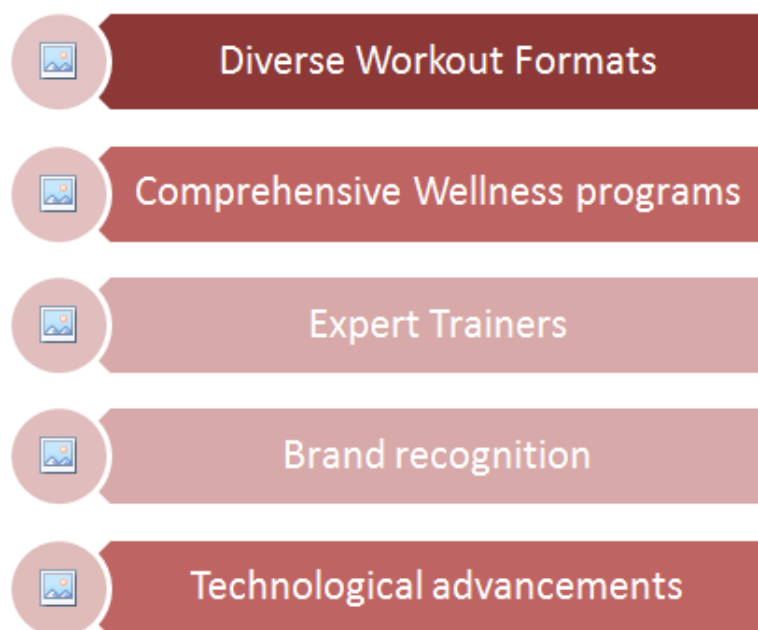 Diverse Workout Formats
Comprehensive Wellness programs
Expert Trainers
Brand recognition
Technological advancements